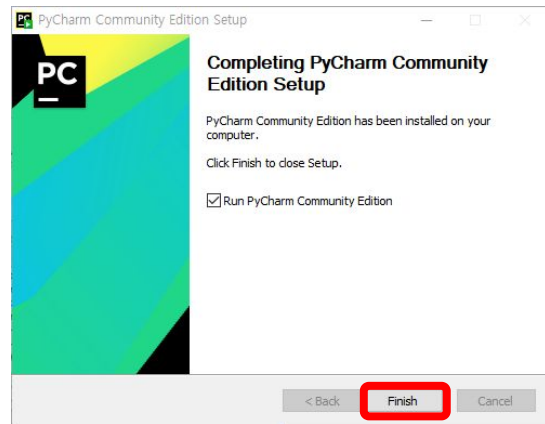 PC PyCharm Community Edition Setup
PC
Completing PyCharm Community
Edition Setup
PyCharm Community Edition has been installed on your
computer.
Click Finish to close Setup.
Run PyCharm Community Edition
< Back Finish Cancel